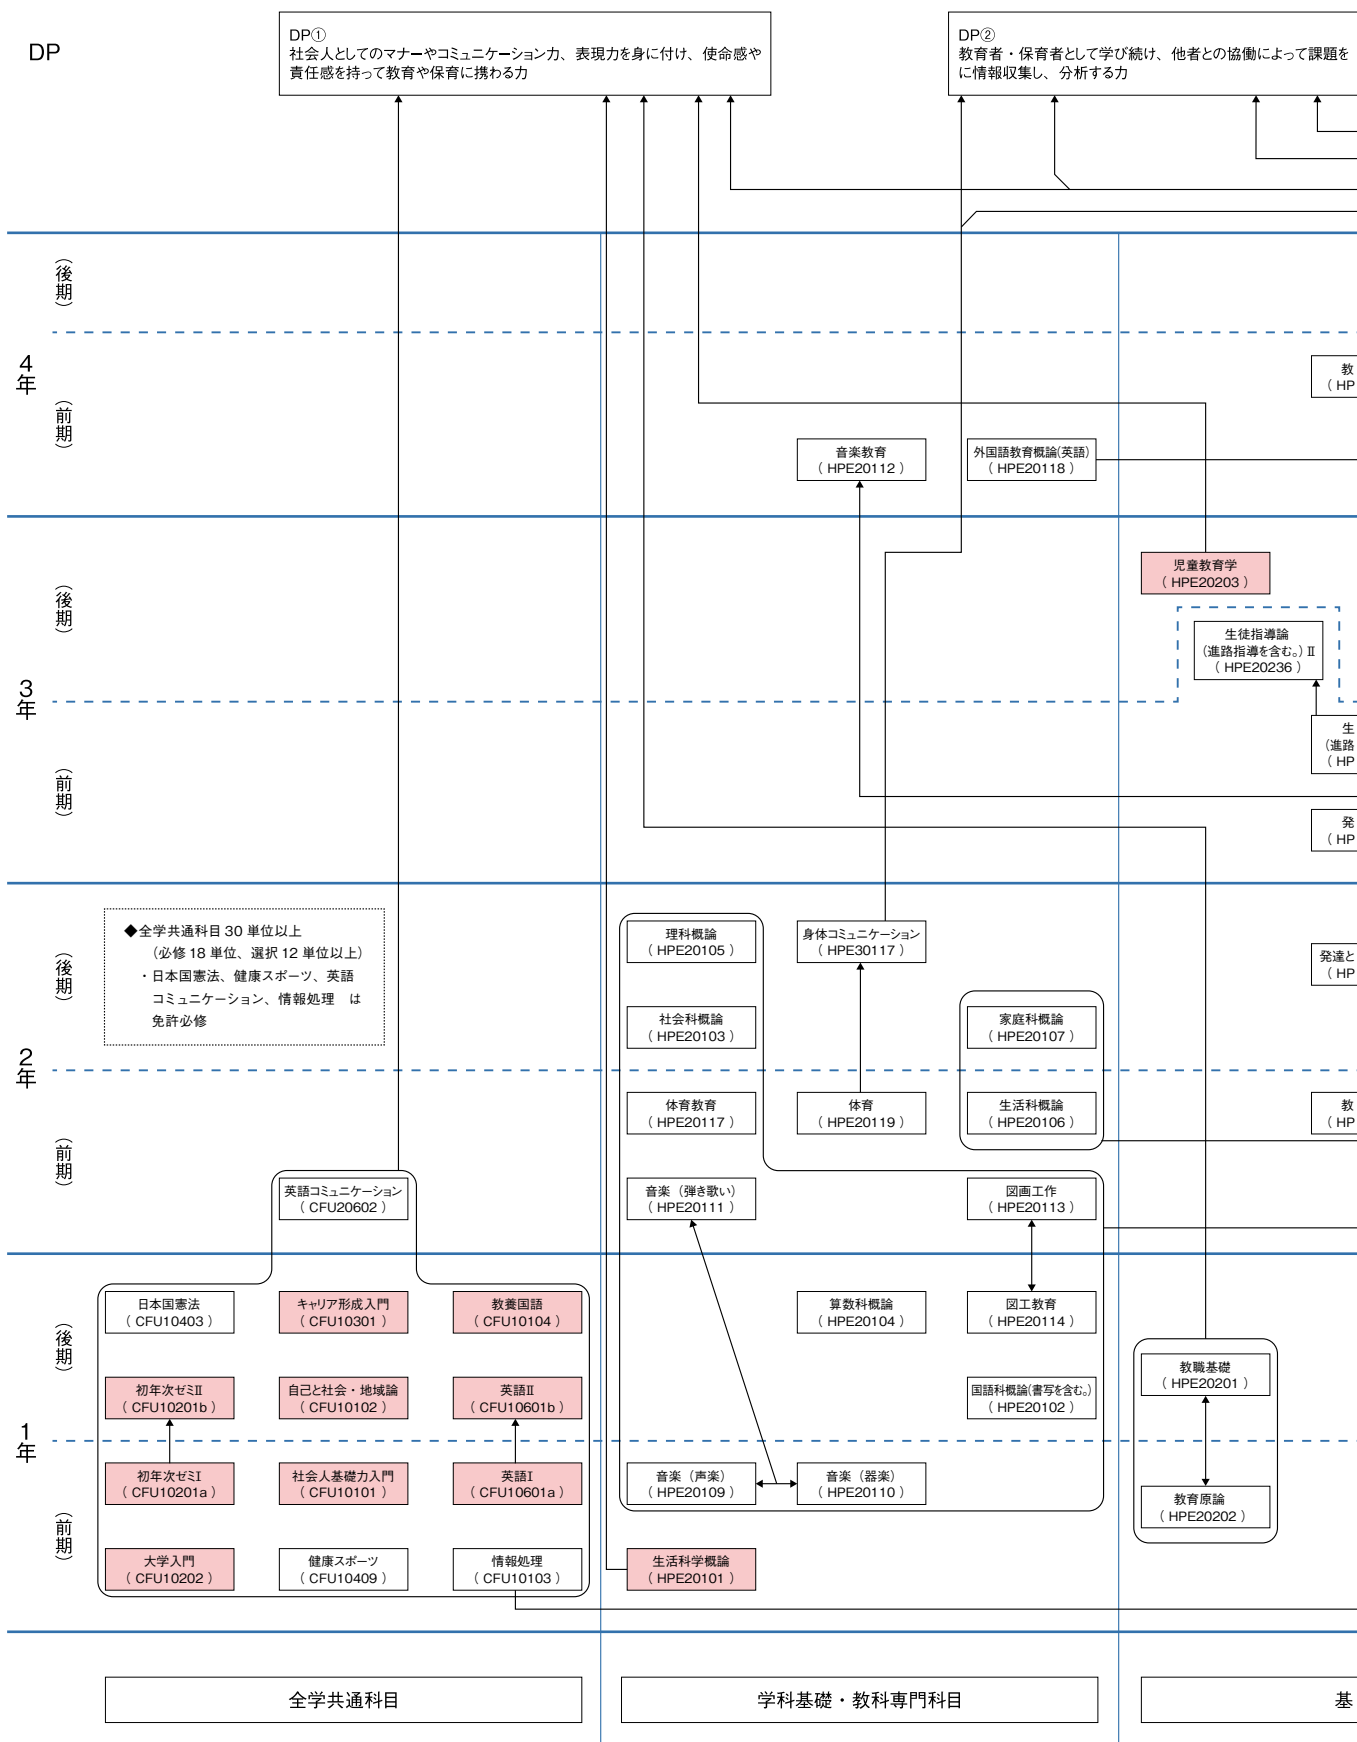 DP
DP①
社会人としてのマナーやコミュニケーション力、表現力を身に付け、使命感や
責任感を持って教育や保育に携わる力
DP②
教育者・保育者として学び続け、他者との協働によって課題を
に情報収集し、分析する力
4年
（後期）
（前期）
教
（ HP
音楽教育
（ HPE20112 ）
外国語教育概論(英語)
（ HPE20118 ）
3年
（後期）
（前期）
児童教育学
（ HPE20203 ）
生徒指導論
（進路指導を含む。）Ⅱ
（ HPE20236 ）
生
（進路
（ HP
発
（ HP
2年
（後期）
（前期）
◆全学共通科目 30 単位以上
（必修 18 単位、選択 12 単位以上）
・日本国憲法、健康スポーツ、英語
コミュニケーション、情報処理　は
免許必修
理科概論
（ HPE20105 ）
身体コミュニケーション
（ HPE30117 ）
発達と
（ HP
社会科概論
（ HPE20103 ）
家庭科概論
（ HPE20107 ）
体育教育
（ HPE20117 ）
体育
（ HPE20119 ）
生活科概論
（ HPE20106 ）
教
（ HP
英語コミュニケーション
（ CFU20602 ）
音楽（弾き歌い）
（ HPE20111 ）
図画工作
（ HPE20113 ）
1年
（後期）
（前期）
日本国憲法
（ CFU10403 ）
キャリア形成入門
（ CFU10301 ）
教養国語
（ CFU10104 ）
算数科概論
（ HPE20104 ）
図工教育
（ HPE20114 ）
初年次ゼミⅡ
（ CFU10201b ）
自己と社会・地域論
（ CFU10102 ）
英語Ⅱ
（ CFU10601b ）
国語科概論(書写を含む。)
（ HPE20102 ）
教職基礎
（ HPE20201 ）
初年次ゼミⅠ
（ CFU10201a ）
社会人基礎力入門
（ CFU10101 ）
英語Ⅰ
（ CFU10601a ）
音楽（声楽）
（ HPE20109 ）
音楽（器楽）
（ HPE20110 ）
教育原論
（ HPE20202 ）
大学入門
（ CFU10202 ）
健康スポーツ
（ CFU10409 ）
情報処理
（ CFU10103 ）
生活科学概論
（ HPE20101 ）
全学共通科目
学科基礎・教科専門科目
基